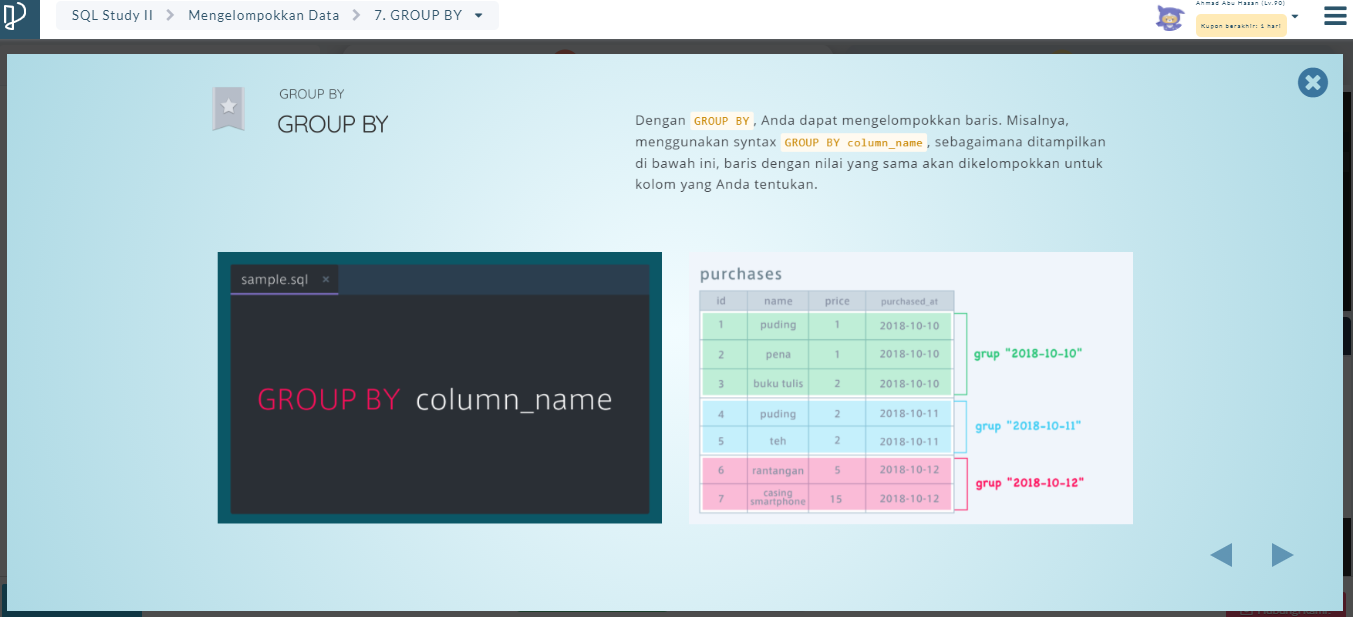 SQL Study II
Mengelompokkan Data
7. GROUP BY
Ahmad Abu Hasan (Lv.90)
Kupon berakhir: 1 hari
GROUP BY
GROUP BY
Dengan GROUP BY, Anda dapat mengelompokkan baris. Misalnya,
menggunakan syntax GROUP BY column_name, sebagaimana ditampilkan
di bawah ini, baris dengan nilai yang sama akan dikelompokkan untuk
kolom yang Anda tentukan.
sample.sql ×
GROUP BY column_name
purchases
id name price purchased_at
1 puding 1 2018-10-10
2 pena 1 2018-10-10
3 buku tulis 2 2018-10-10
grup "2018-10-10"
4 puding 2 2018-10-11
5 teh 2 2018-10-11
grup "2018-10-11"
6 rantangan 5 2018-10-12
7 casing smartphone 15 2018-10-12
grup "2018-10-12"